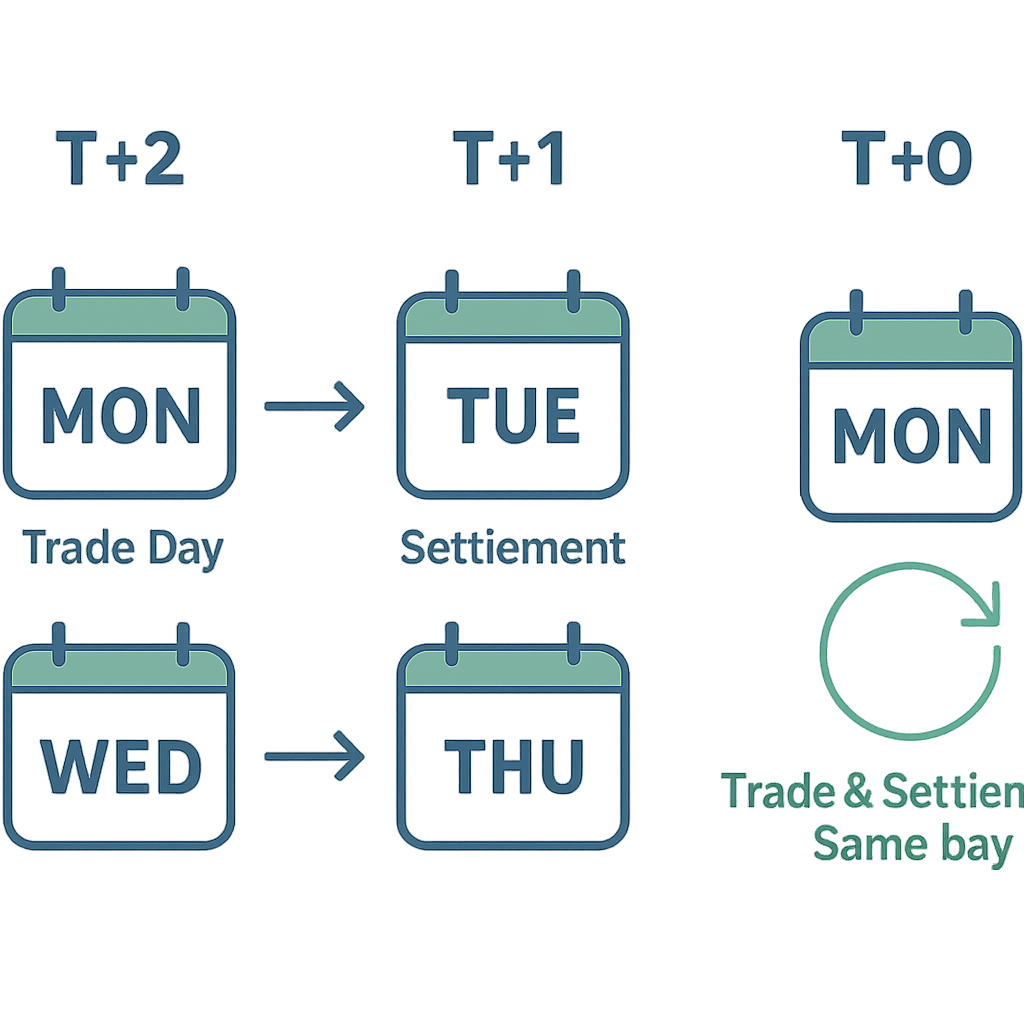 T+2 T+1 T+0
MON TUE MON
Trade Day Settiement
WED THU
Trade & Settien
Same bay